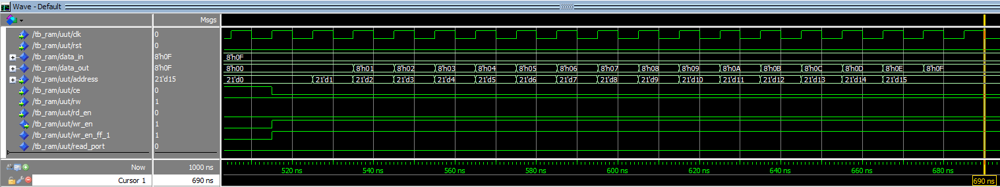 Wave - Default
Msgs
/tb_ram/uut/clk 0
/tb_ram/uut/rst 0
/tb_ram/data_in 8'h0F 8'h0F
/tb_ram/data_out 8'h0F 8'h00 8'h01 8'h02 8'h03 8'h04 8'h05 8'h06 8'h07 8'h08 8'h09 8'h0A 8'h0B 8'h0C 8'h0D 8'h0E 8'h0F
/tb_ram/uut/address 21'd15 21'd0 21'd1 21'd2 21'd3 21'd4 21'd5 21'd6 21'd7 21'd8 21'd9 21'd10 21'd11 21'd12 21'd13 21'd14 21'd15
/tb_ram/uut/ce 0
/tb_ram/uut/rw 1
/tb_ram/uut/rd_en 0
/tb_ram/uut/wr_en 1
/tb_ram/uut/wr_en_ff_1 1
/tb_ram/uut/read_port 0
Now 1000 ns 520 ns 540 ns 560 ns 580 ns 600 ns 620 ns 640 ns 660 ns 680 ns
Cursor 1 690 ns 690 ns